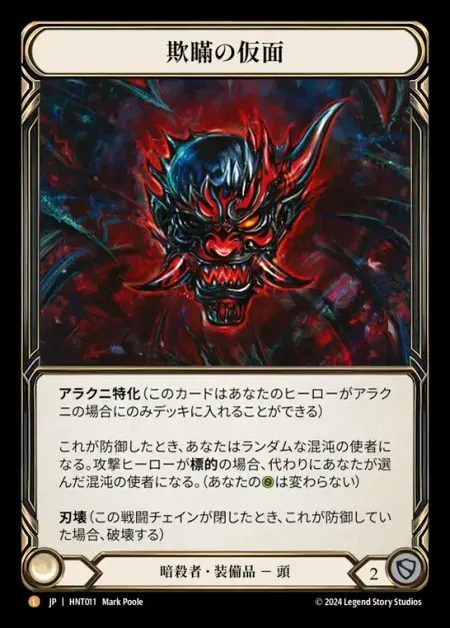 欺瞞の仮面
アラクニ特化(このカードはあなたのヒーローがアラク
ニの場合にのみデッキに入れることができる)
これが防御したとき、あなたはランダムな混沌の使者に
なる。攻撃ヒーローが標的の場合、代わりにあなたが選
んだ混沌の使者になる。(あなたのは変わらない)
刃壊(この戦闘チェインが閉じたとき、これが防御してい
た場合、破壊する)
暗殺者・装備品 － 頭
2
L JP | HNT011 Mark Poole
© 2024 Legend Story Studios